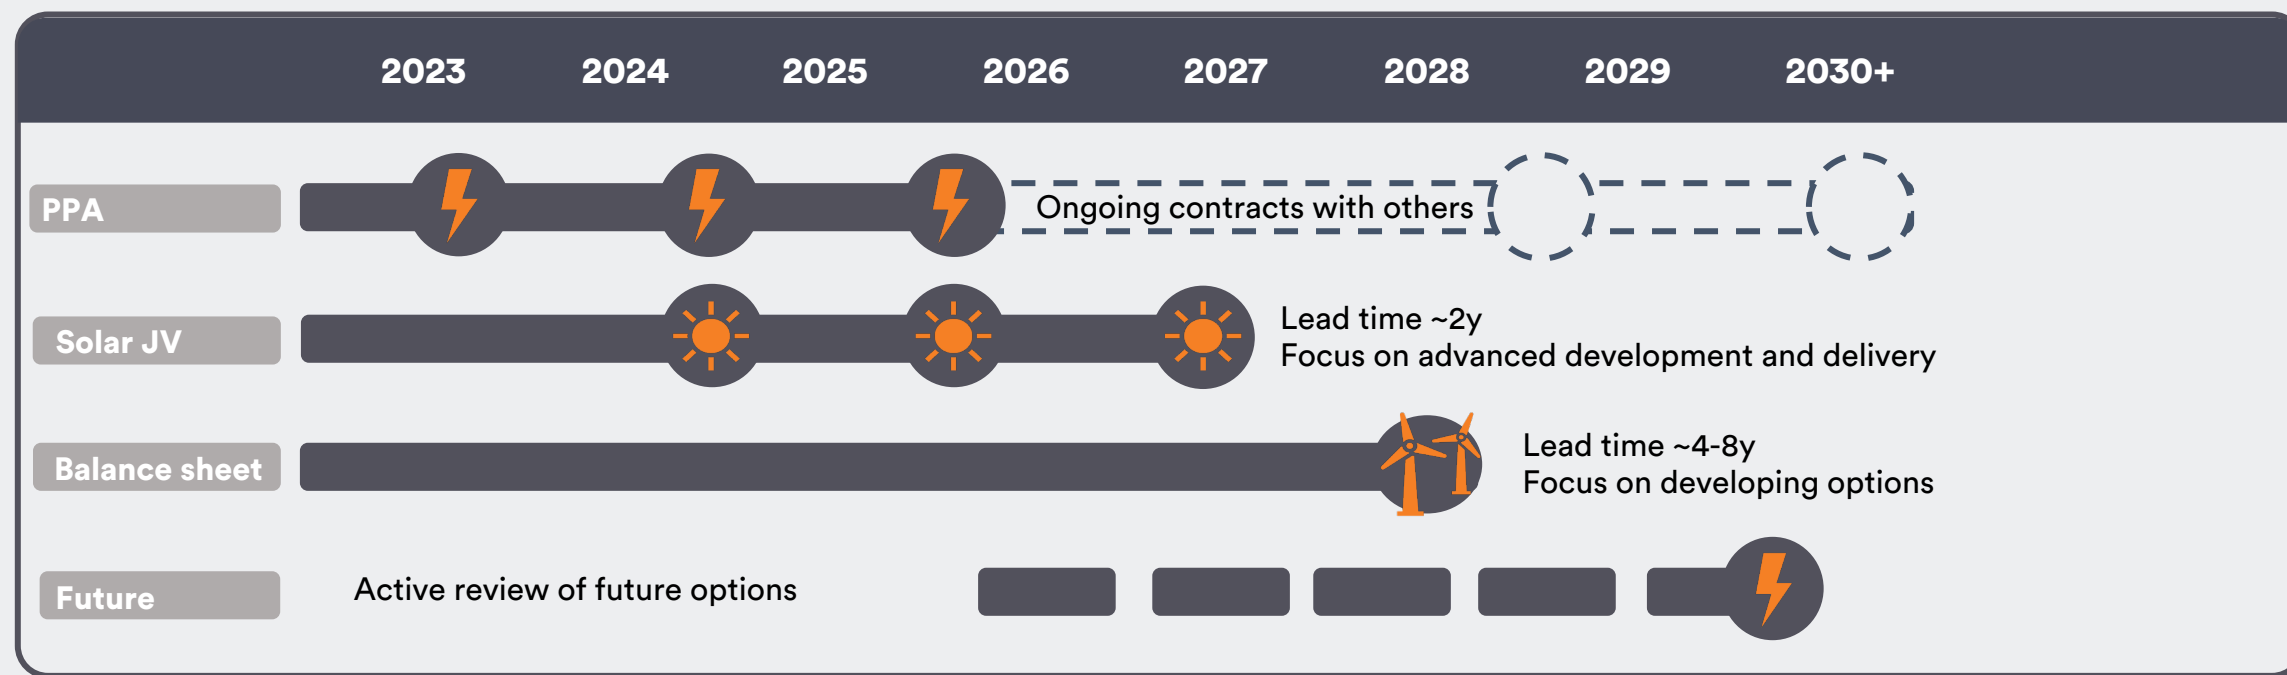 2023 2024 2025 2026 2027 2028 2029 2030+
PPA
Ongoing contracts with others
Solar JV
Lead time ~2y
Focus on advanced development and delivery
Balance sheet
Lead time ~4-8y
Focus on developing options
Future
Active review of future options